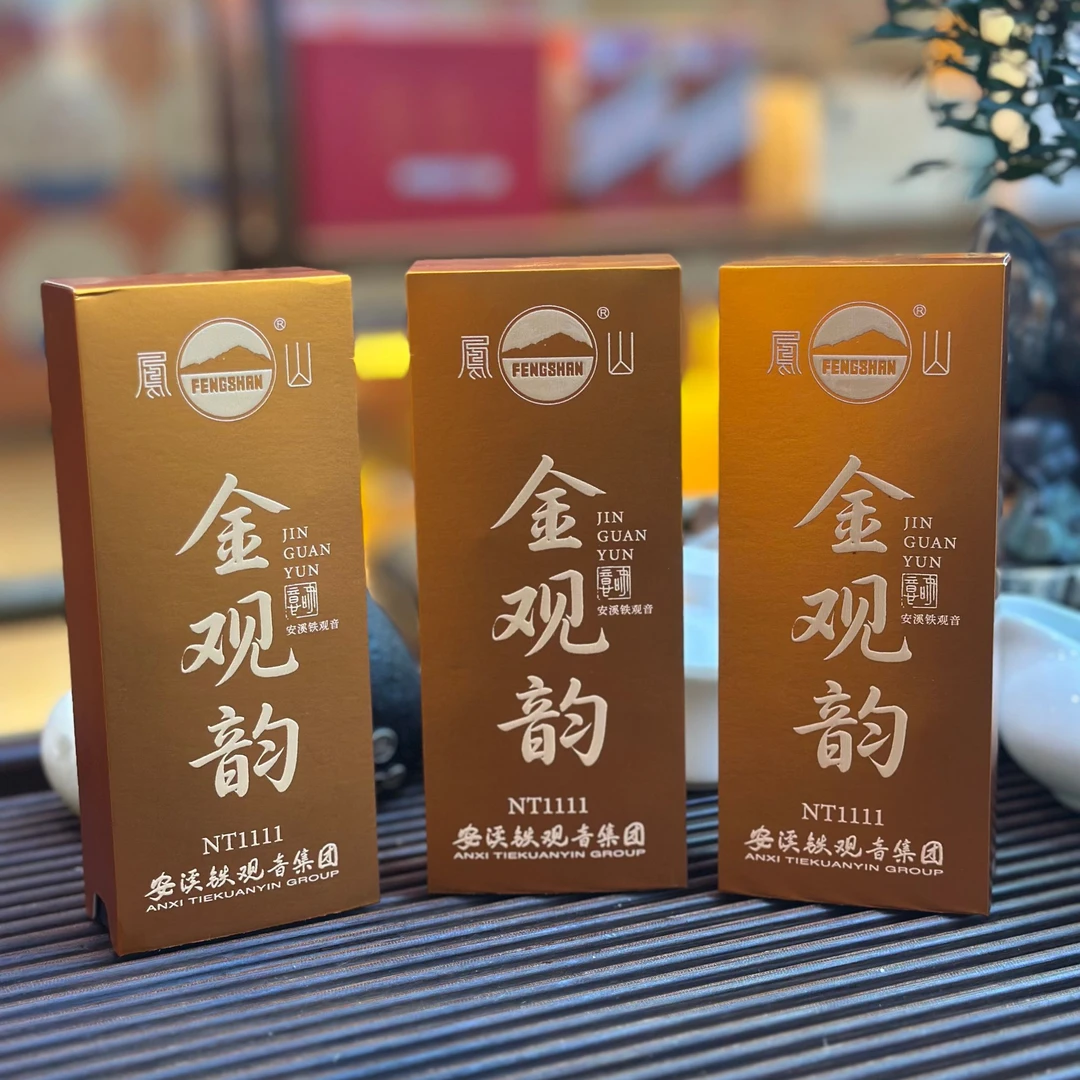 鳳 FENGSHAN ® 山
金观韵
JIN
GUAN
YUN
安溪铁观音
NT1111
安溪铁观音集团
ANXI TIEKUANYIN GROUP
鳳 FENGSHAN ® 山
金观韵
JIN
GUAN
YUN
安溪铁观音
NT1111
安溪铁观音集团
ANXI TIEKUANYIN GROUP
鳳 FENGSHAN ® 山
金观韵
JIN
GUAN
YUN
安溪铁观音
NT1111
安溪铁观音集团
ANXI TIEKUANYIN GROUP